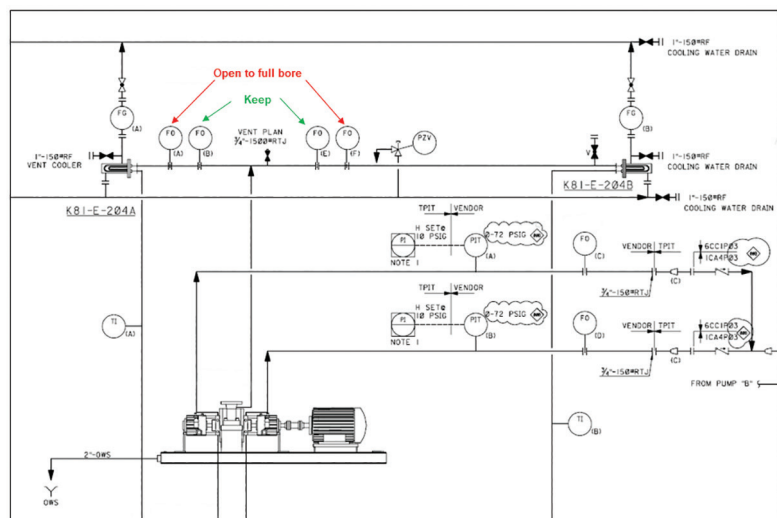 1"-150#RF
COOLING WATER DRAIN
Open to full bore
Keep
FG
(A)
FO
(A)
FO
(B)
VENT PLAN
3/4"-1500#RTJ
FO
(E)
FO
(F)
PZV
FG
(B)
V
1"-150#RF
VENT COOLER
1"-150#RF
COOLING WATER DRAIN
K81-E-204A
K81-E-204B
1"-150#RF
COOLING WATER DRAIN
TPIT
VENDOR
H SET@
10 PSIG
PI
NOTE 1
PIT
(A)
0-72 PSIG
FO
(C)
VENDOR
TPIT
3/4"-150#RTJ
(C)
6CC1P03
1CA4P03
TPIT
VENDOR
H SET@
10 PSIG
PI
NOTE 1
PIT
(B)
0-72 PSIG
FO
(D)
VENDOR
TPIT
3/4"-150#RTJ
(C)
6CC1P03
1CA4P03
TI
(A)
FROM PUMP "B"
TI
(B)
2"-OWS
OWS